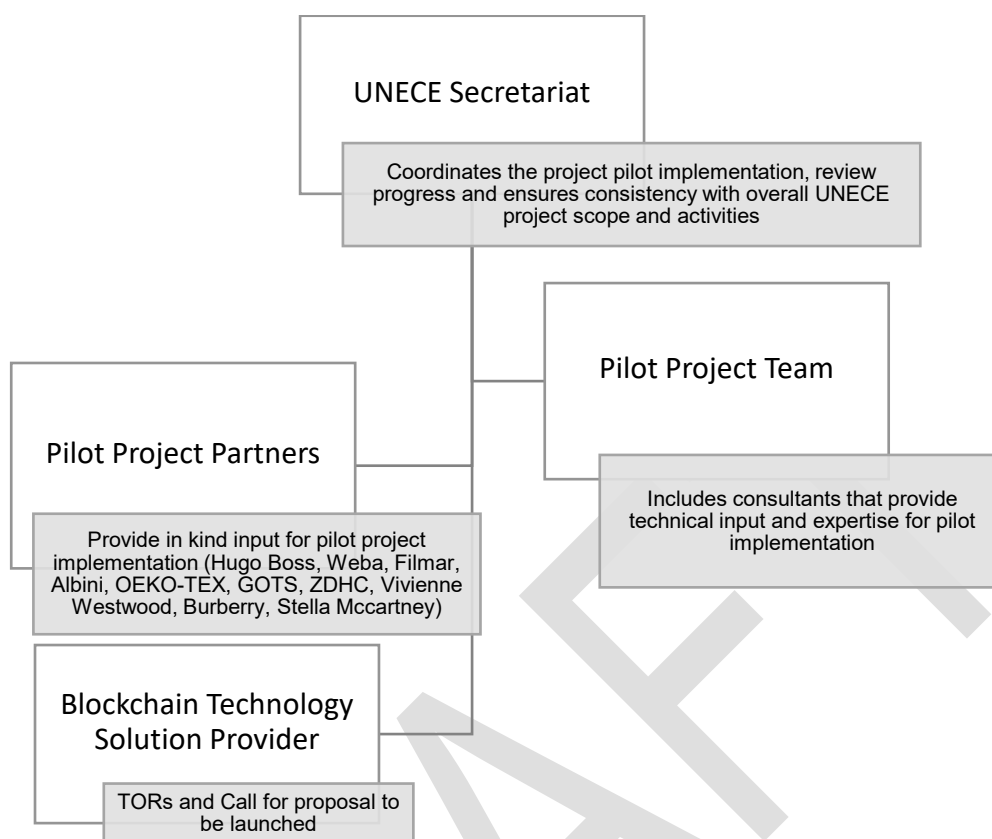 UNECE Secretariat
Coordinates the project pilot implementation, review
progress and ensures consistency with overall UNECE
project scope and activities
Pilot Project Team
Includes consultants that provide
technical input and expertise for pilot
implementation
Pilot Project Partners
Provide in kind input for pilot project
implementation (Hugo Boss, Weba, Filmar,
Albini, OEKO-TEX, GOTS, ZDHC, Vivienne
Westwood, Burberry, Stella Mccartney)
Blockchain Technology
Solution Provider
TORs and Call for proposal to
be launched